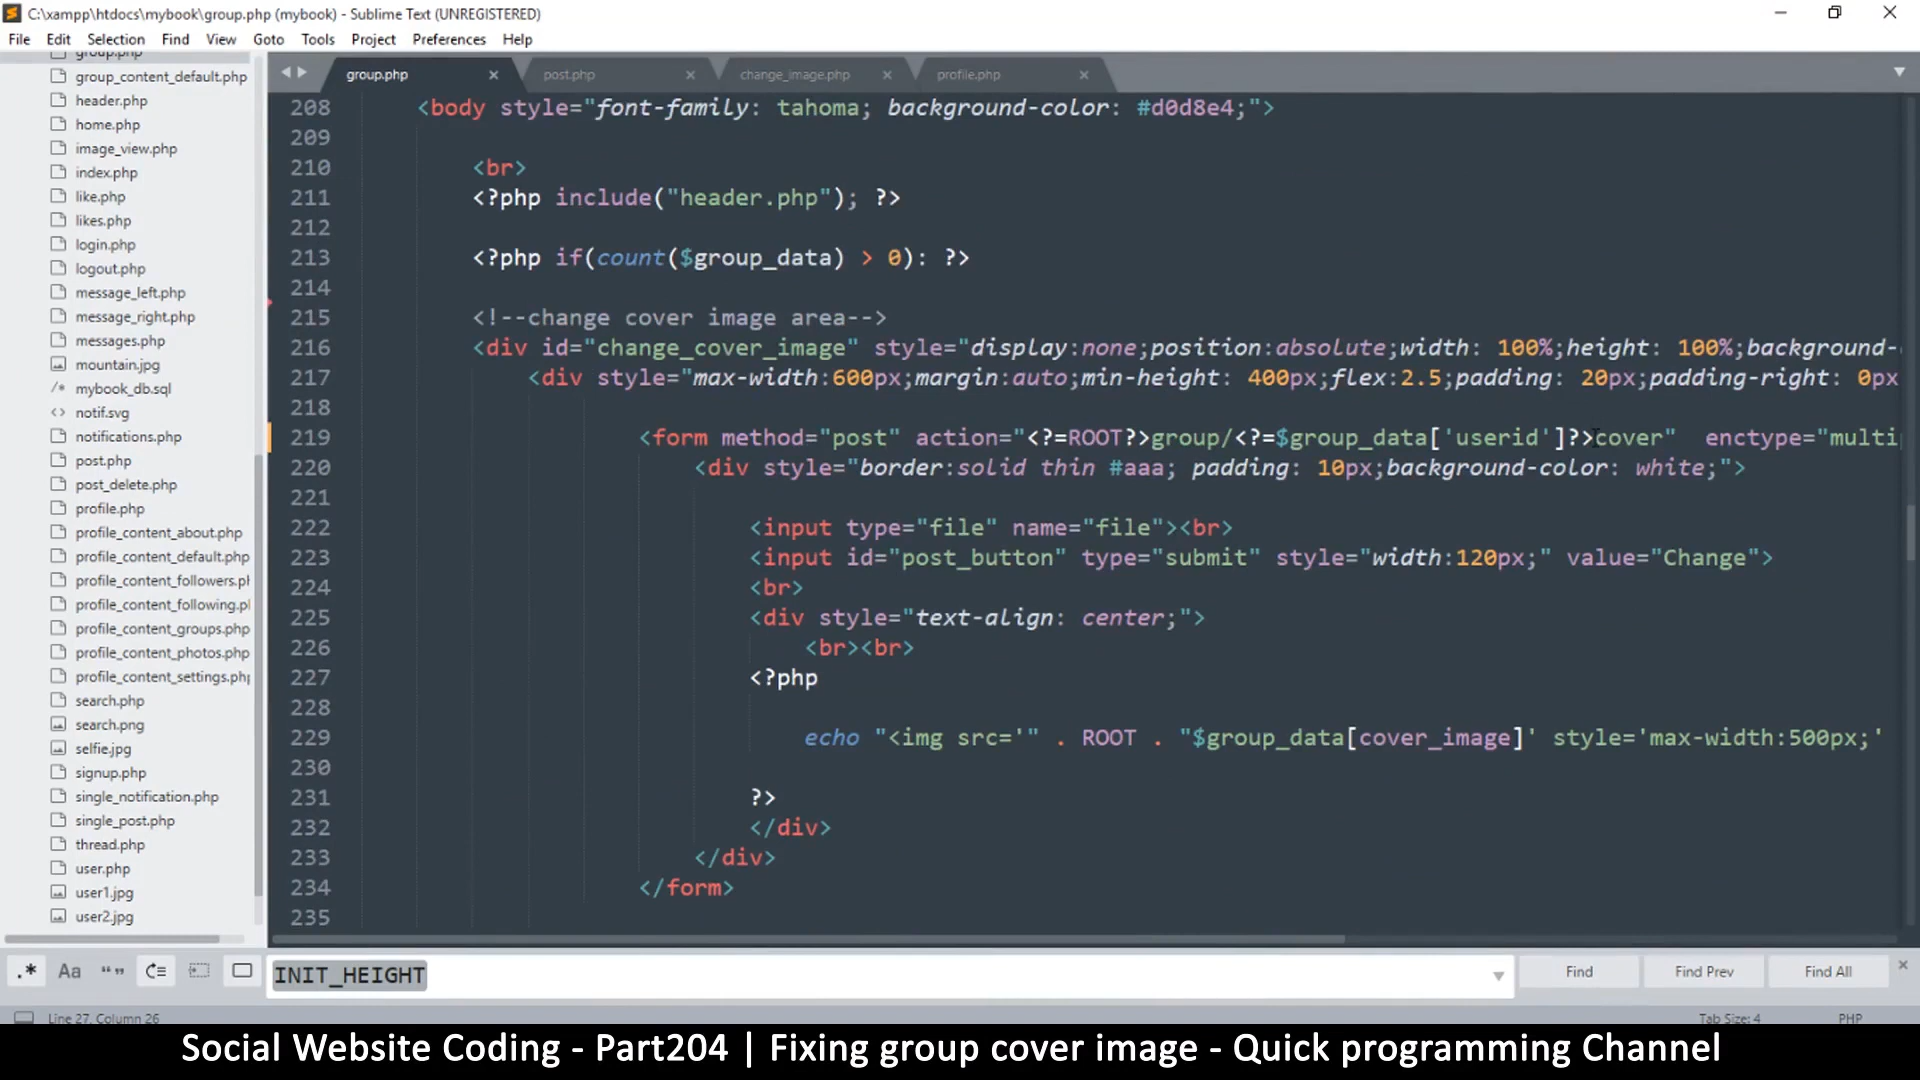 C:\xampp\htdocs\mybook\group.php (mybook) - Sublime Text (UNREGISTERED)
File Edit Selection Find View Goto Tools Project Preferences Help
group.php post.php change_image.php profile.php
group.php
group_content_default.php
header.php
home.php
image_view.php
index.php
like.php
likes.php
login.php
logout.php
message_left.php
message_right.php
messages.php
mountain.jpg
mybook_db.sql
notif.svg
notifications.php
post.php
post_delete.php
profile.php
profile_content_about.php
profile_content_default.php
profile_content_followers.ph
profile_content_following.pl
profile_content_groups.php
profile_content_photos.php
profile_content_settings.php
search.php
search.png
selfie.jpg
signup.php
single_notification.php
single_post.php
thread.php
user.php
user1.jpg
user2.jpg
208 <body style="font-family: tahoma; background-color: #d0d8e4;">
209
210 <br>
211 <?php include("header.php"); ?>
212
213 <?php if(count($group_data) > 0): ?>
214
215 <!--change cover image area-->
216 <div id="change_cover_image" style="display:none;position:absolute;width: 100%;height: 100%;background-
217 <div style="max-width:600px;margin:auto;min-height: 400px;flex:2.5;padding: 20px;padding-right: 0px
218
219 <form method="post" action="<?=ROOT?>group/<?=$group_data['userid']?>cover" enctype="multi
220 <div style="border:solid thin #aaa; padding: 10px;background-color: white;">
221
222 <input type="file" name="file"><br>
223 <input id="post_button" type="submit" style="width:120px;" value="Change">
224 <br>
225 <div style="text-align: center;">
226 <br><br>
227 <?php
228
229 echo "<img src='" . ROOT . "$group_data[cover_image]' style='max-width:500px;'
230
231 ?>
232 </div>
233 </div>
234 </form>
235
.* Aa “” INIT_HEIGHT Find Find Prev Find All
Line 27, Column 26 Tab Size: 4 PHP
Social Website Coding - Part204 | Fixing group cover image - Quick programming Channel